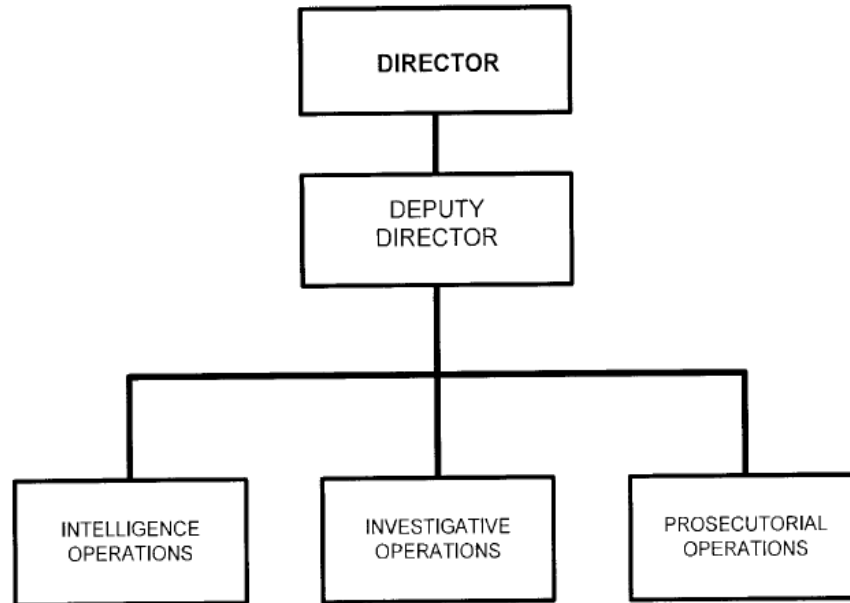 DIRECTOR
DEPUTY
DIRECTOR
INTELLIGENCE
OPERATIONS
INVESTIGATIVE
OPERATIONS
PROSECUTORIAL
OPERATIONS